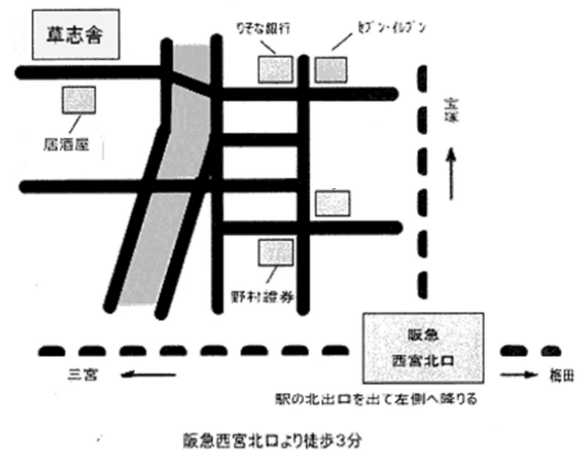 草志舎
りそな銀行
セブン・イレブン
居酒屋
宝塚
野村證券
阪急
西宮北口
三宮
梅田
駅の北出口を出て左側へ降りる
阪急西宮北口より徒歩3分